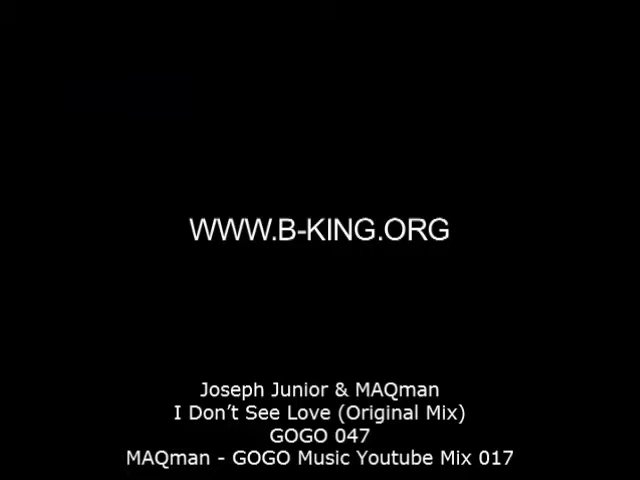 WWW.B-KING.ORG
Joseph Junior & MAQman
I Don’t See Love (Original Mix)
GOGO 047
MAQman - GOGO Music Youtube Mix 017